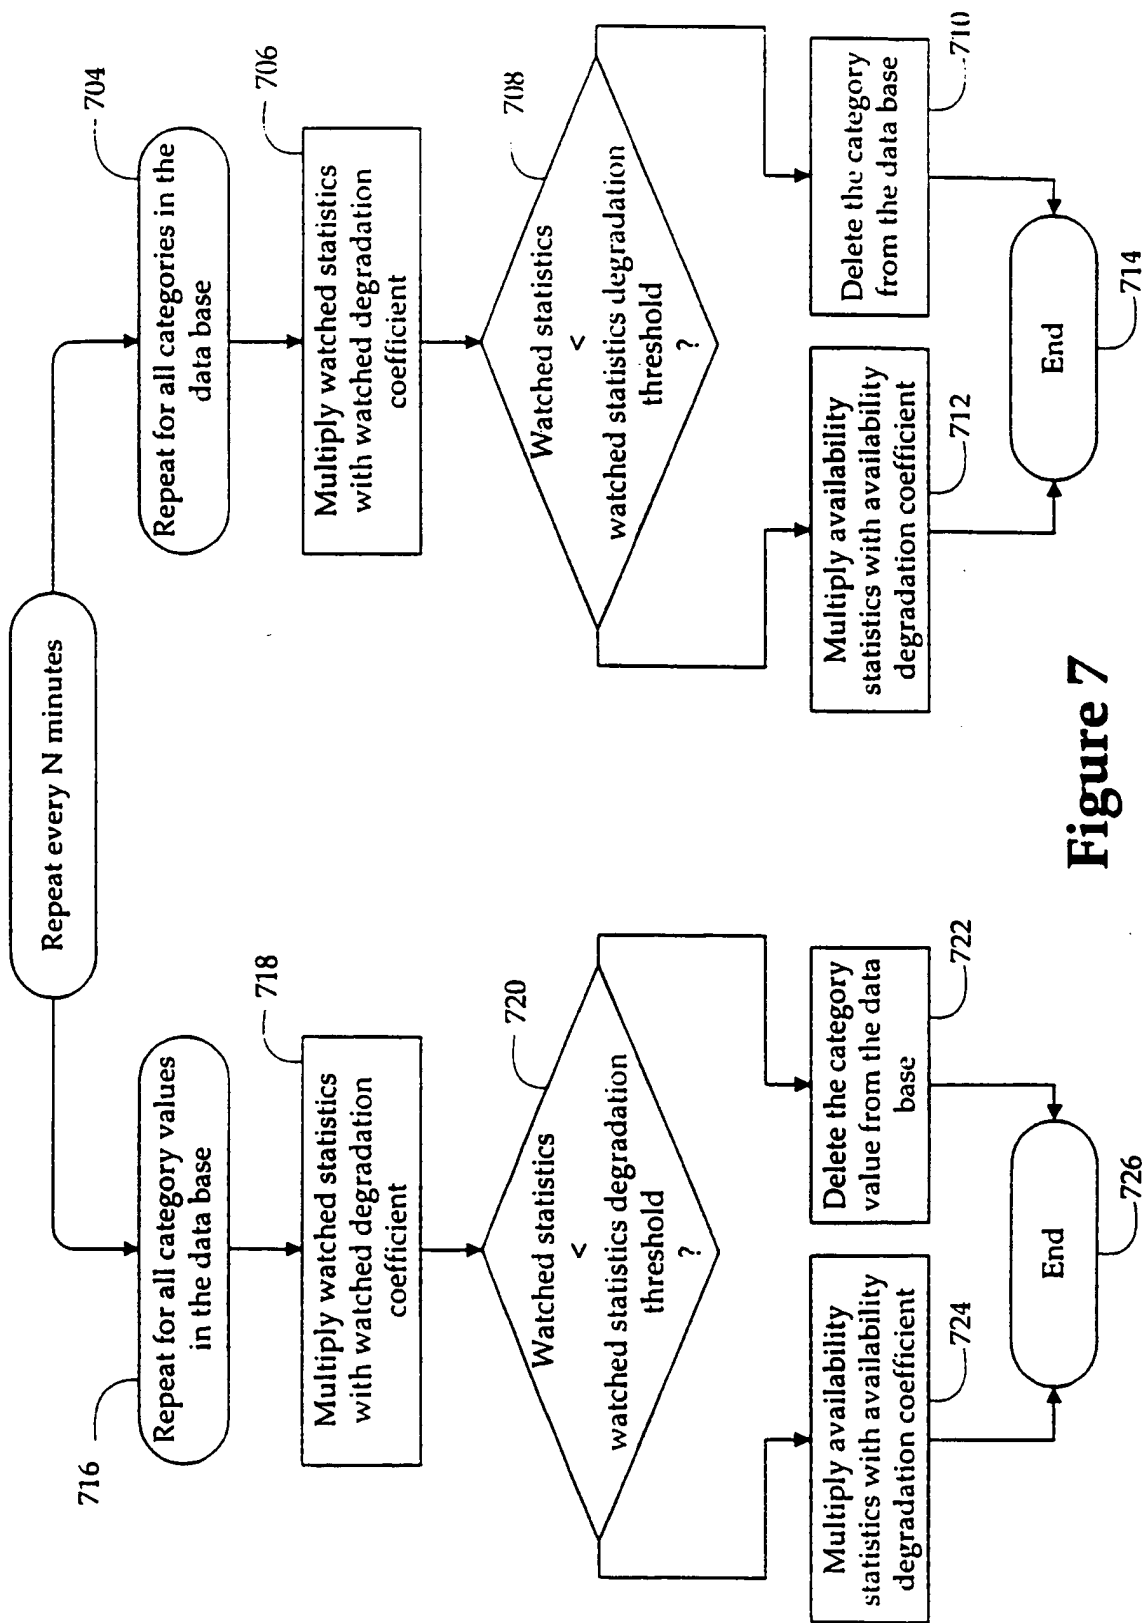 Repeat every N minutes
716
Repeat for all category values
in the data base
718
Multiply watched statistics
with watched degradation
coefficient
720
Watched statistics
<
watched statistics degradation
threshold
?
Multiply availability
statistics with availability
degradation coefficient
724
Delete the category
value from the data
base
722
End
726
704
Repeat for all categories in the
data base
706
Multiply watched statistics
with watched degradation
coefficient
708
Watched statistics
<
watched statistics degradation
threshold
?
Multiply availability
statistics with availability
degradation coefficient
712
Delete the category
from the data base
710
End
714
Figure 7